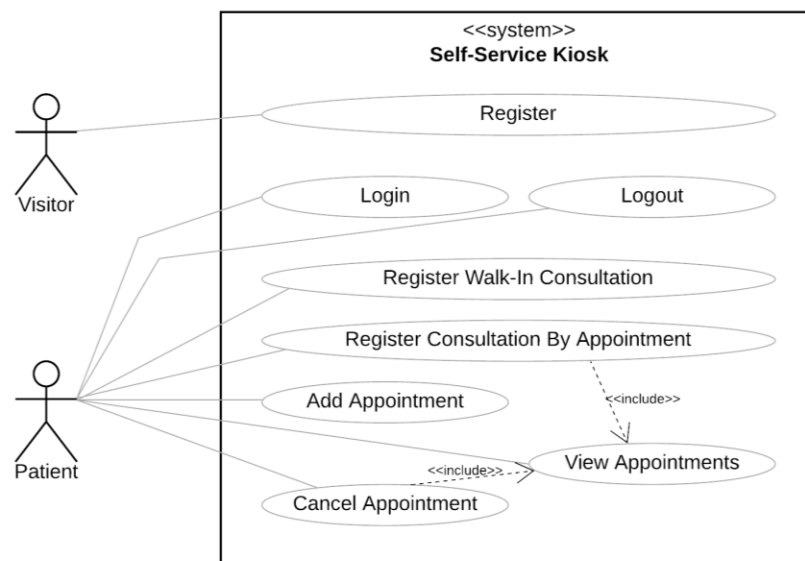 <<system>>
Self-Service Kiosk
Register
Visitor
Login
Logout
Register Walk-In Consultation
Register Consultation By Appointment
Add Appointment
<<include>>
Patient
View Appointments
<<include>>
Cancel Appointment